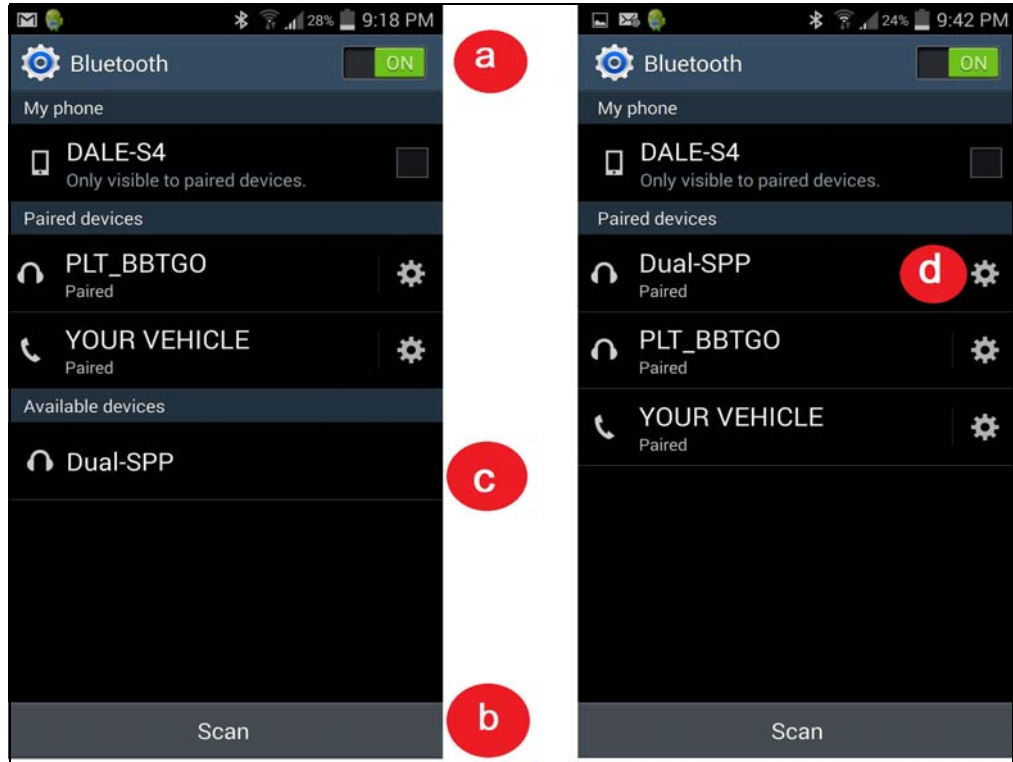 28% 9:18 PM
Bluetooth ON
My phone
DALE-S4
Only visible to paired devices.
Paired devices
PLT_BBTGO
Paired
YOUR VEHICLE
Paired
Available devices
Dual-SPP
Scan
a
c
b
24% 9:42 PM
Bluetooth ON
My phone
DALE-S4
Only visible to paired devices.
Paired devices
Dual-SPP
Paired
d
PLT_BBTGO
Paired
YOUR VEHICLE
Paired
Scan